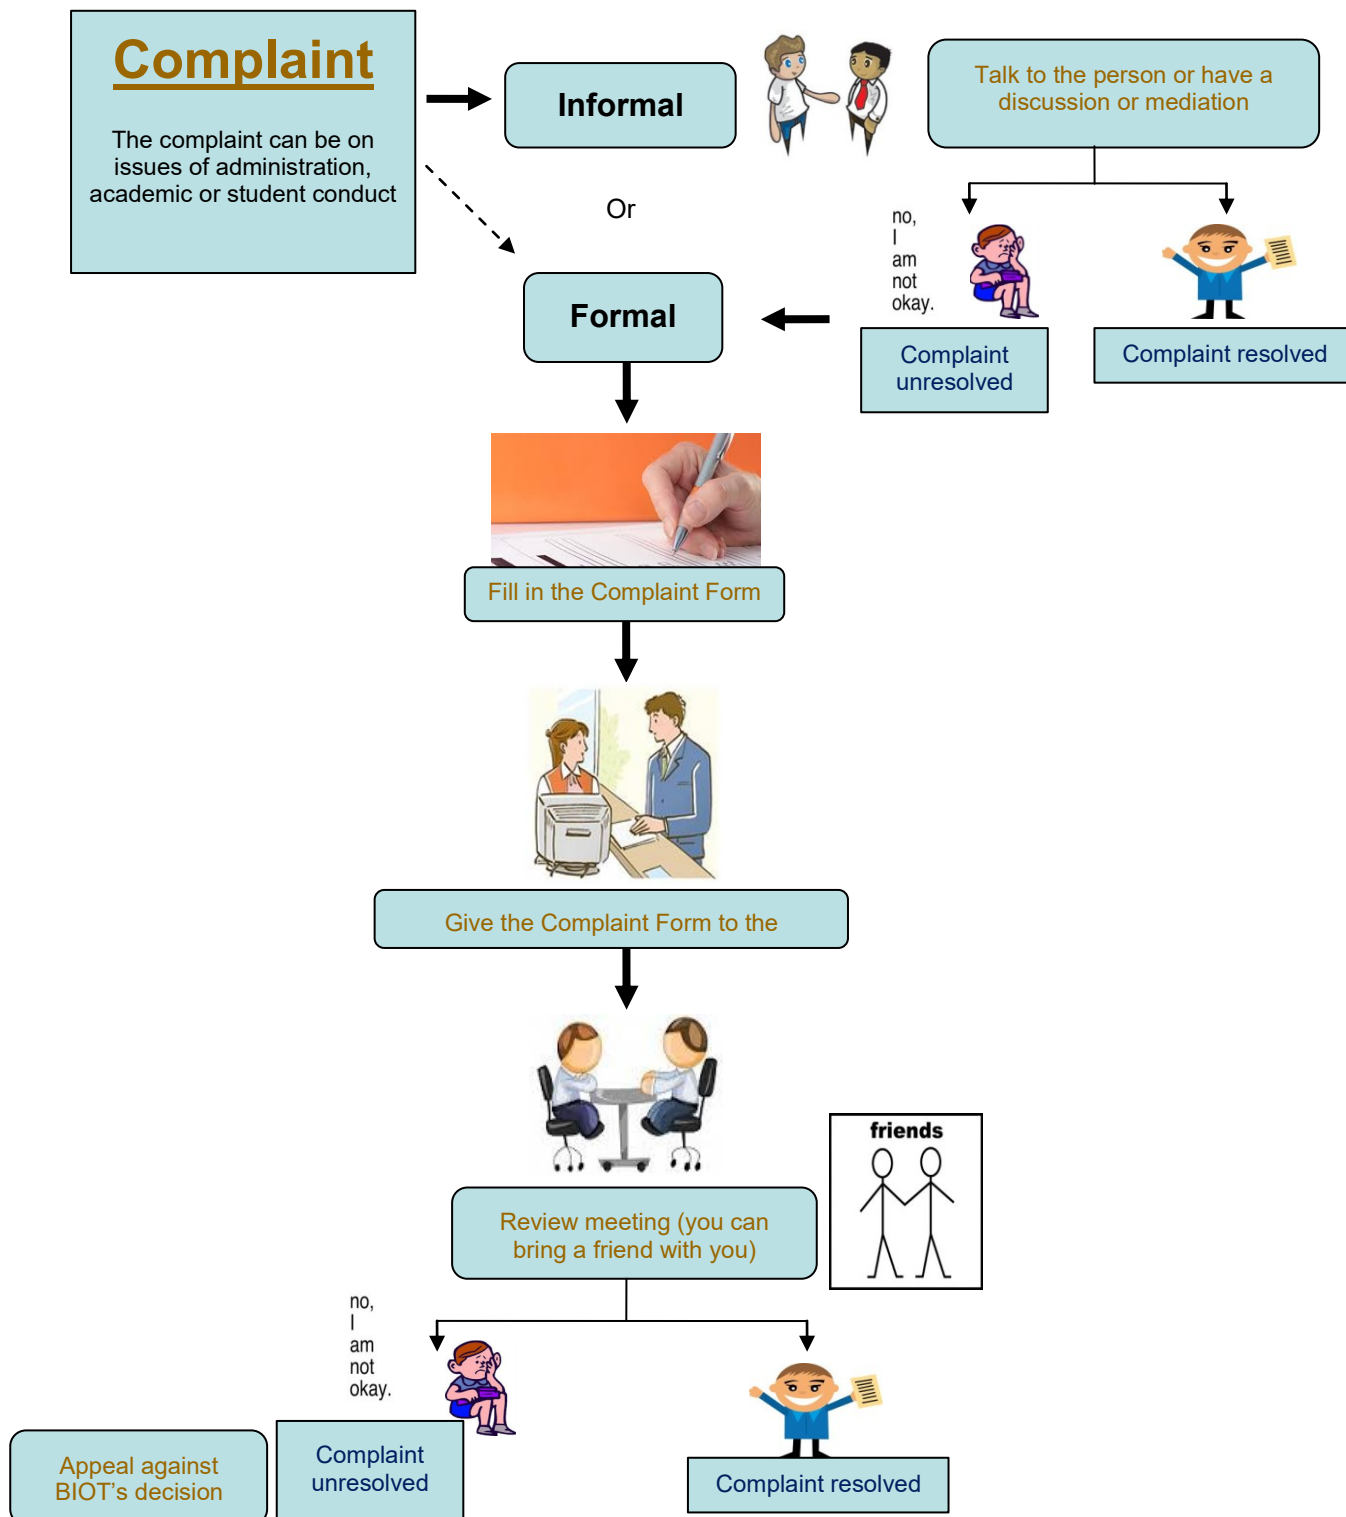 Complaint
The complaint can be on
issues of administration,
academic or student conduct
Informal
Talk to the person or have a
discussion or mediation
Or
no,
I
am
not
okay.
Formal
Complaint
unresolved
Complaint resolved
Fill in the Complaint Form
Give the Complaint Form to the
friends
Review meeting (you can
bring a friend with you)
no,
I
am
not
okay.
Appeal against
BIOT’s decision
Complaint
unresolved
Complaint resolved